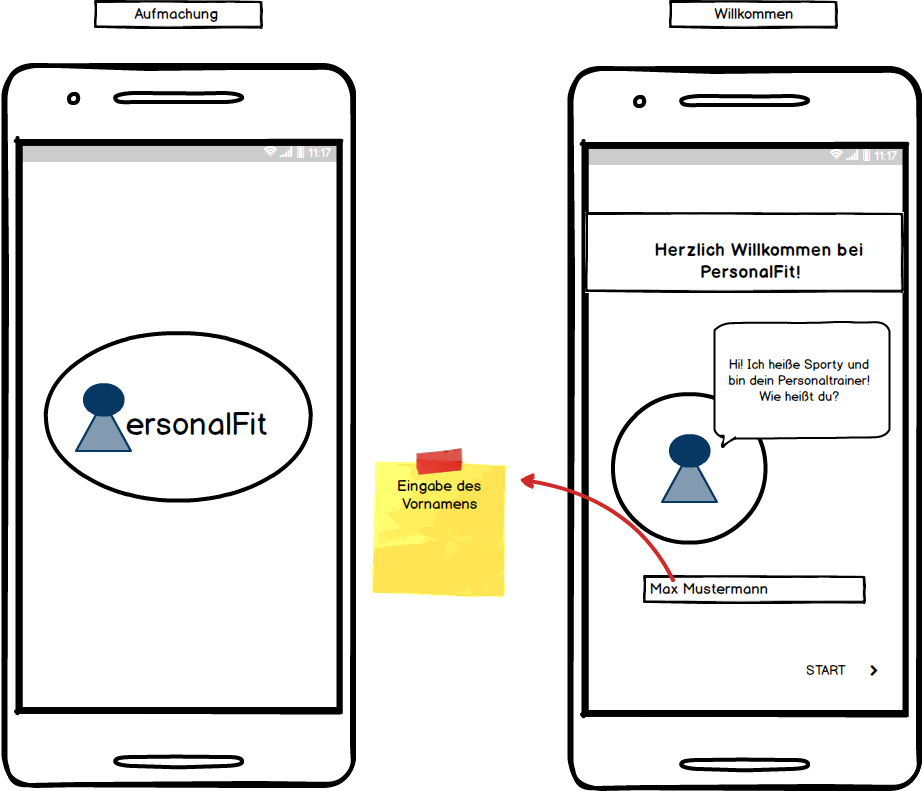 Aufmachung
Willkommen
11:17
11:17
ersonalFit
Herzlich Willkommen bei
PersonalFit!
Hi! Ich heiße Sporty und
bin dein Personaltrainer!
Wie heißt du?
Eingabe des
Vornamens
Max Mustermann
START